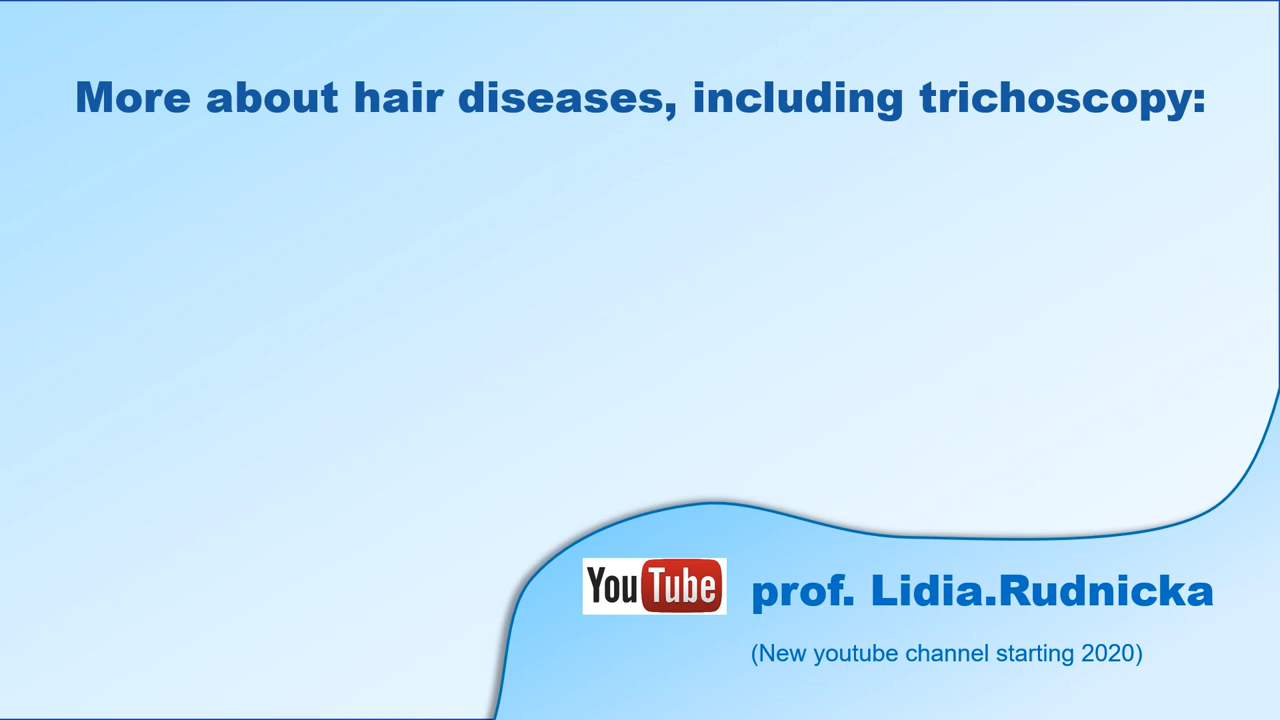 More about hair diseases, including trichoscopy:
YouTube prof. Lidia.Rudnicka
(New youtube channel starting 2020)